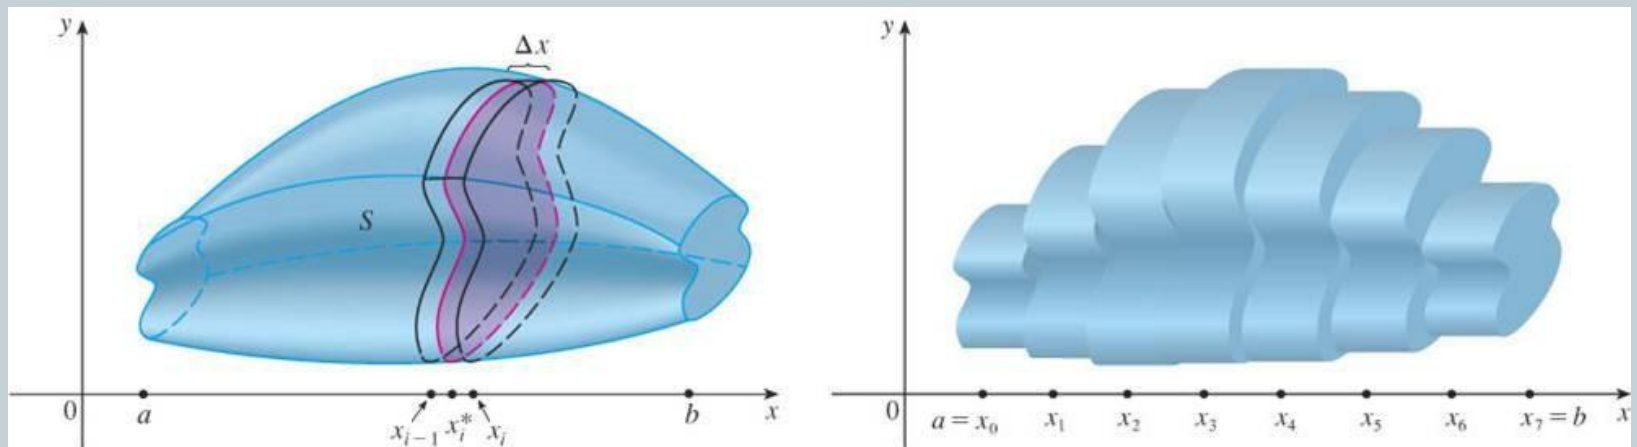 y
Δx
S
0
a
x_{i-1}
x_i^*
x_i
b
x
y
0
a = x_0
x_1
x_2
x_3
x_4
x_5
x_6
x_7 = b
x